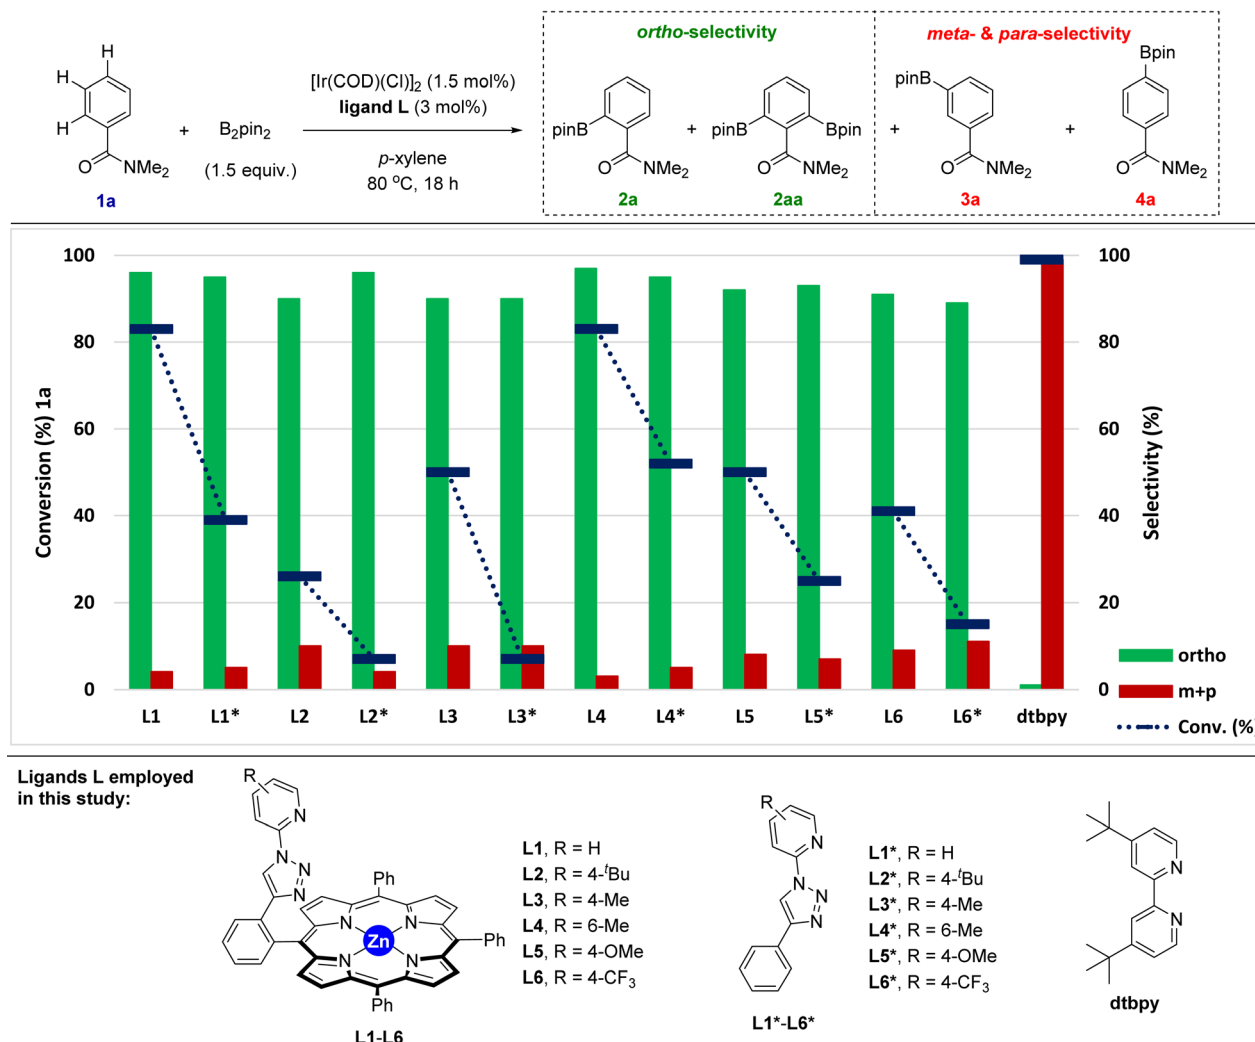 ortho-selectivity
meta- & para-selectivity
H
H
H
O
NMe2
1a
+
B2pin2
(1.5 equiv.)
[Ir(COD)(Cl)]2 (1.5 mol%)
ligand L (3 mol%)
p-xylene
80 °C, 18 h
pinB
O
NMe2
2a
+
pinB
Bpin
O
NMe2
2aa
+
pinB
O
NMe2
3a
+
Bpin
O
NMe2
4a
Conversion (%) 1a
100
80
60
40
20
0
L1 L1* L2 L2* L3 L3* L4 L4* L5 L5* L6 L6* dtbpy
100
80
60
40
20
0
Selectivity (%)
ortho
m+p
Conv. (%)
Ligands L employed
in this study:
R
N
N
N
N
Ph
N
N
Zn
Ph
N
N
Ph
L1-L6
L1, R = H
L2, R = 4-tBu
L3, R = 4-Me
L4, R = 6-Me
L5, R = 4-OMe
L6, R = 4-CF3
R
N
N
N
N
L1*-L6*
L1*, R = H
L2*, R = 4-tBu
L3*, R = 4-Me
L4*, R = 6-Me
L5*, R = 4-OMe
L6*, R = 4-CF3
N
N
dtbpy